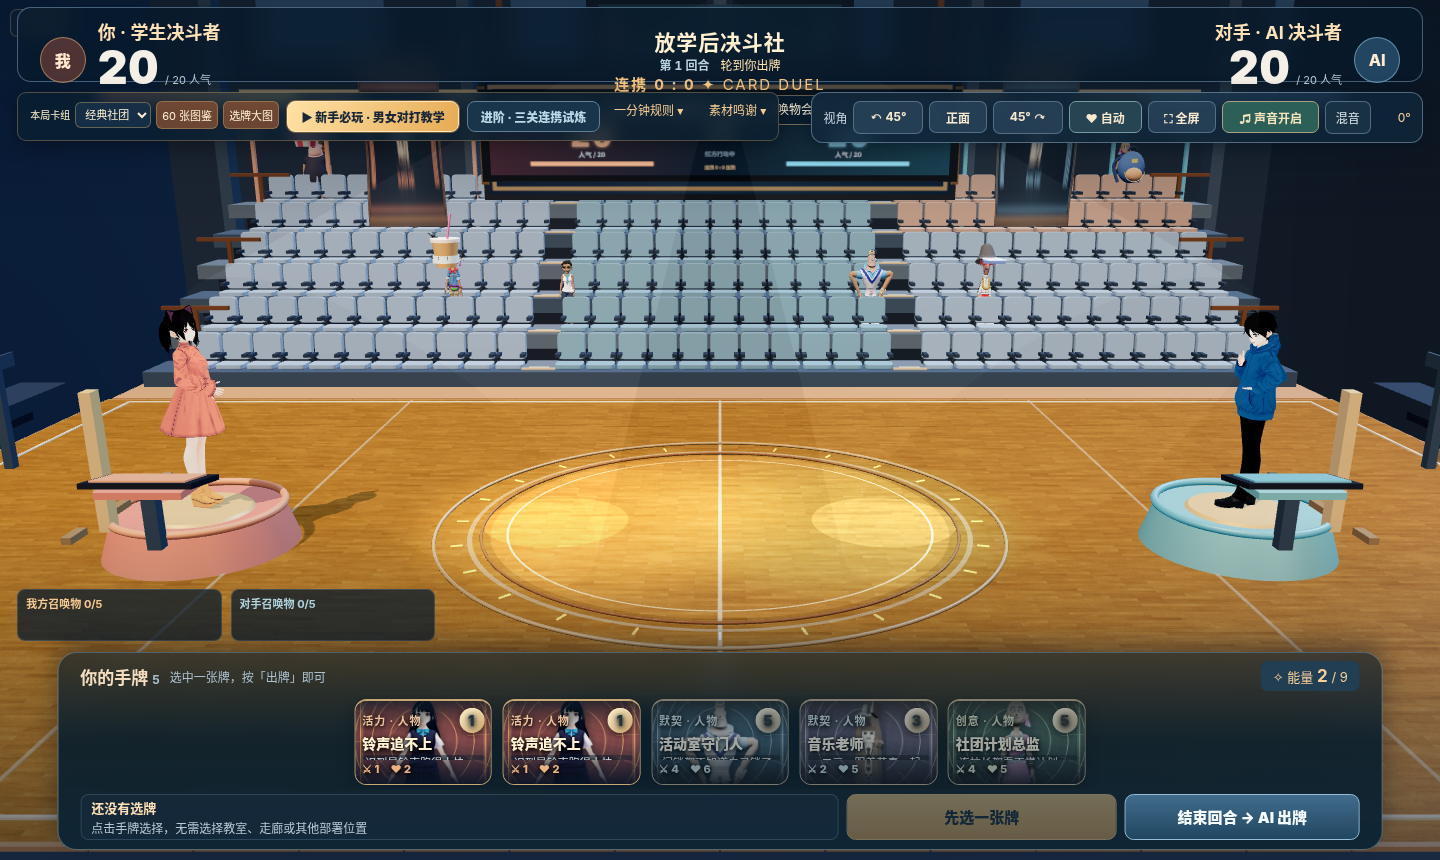 我
你 · 学生决斗者
20 / 20 人气
放学后决斗社
第 1 回合 轮到你出牌
连携 0 : 0 ✦ CARD DUEL
对手 · AI 决斗者
20 / 20 人气
AI
本局卡组
经典社团
60 张图鉴
选牌大图
▶ 新手必玩 · 男女对打教学
进阶 · 三关连携试炼
一分钟规则 ▾
素材鸣谢 ▾
唤物会
视角
↶ 45°
正面
45° ↷
♥ 自动
⛶ 全屏
♫ 声音开启
混音
0°
人气 / 20
人气 / 20
我方召唤物 0/5
对手召唤物 0/5
你的手牌 5 选中一张牌，按「出牌」即可
✧ 能量 2 / 9
活力 · 人物 1
铃声追不上
⚔ 1 ♥ 2
活力 · 人物 1
铃声追不上
⚔ 1 ♥ 2
默契 · 人物 5
活动室守门人
⚔ 4 ♥ 6
默契 · 人物 3
音乐老师
⚔ 2 ♥ 5
创意 · 人物 5
社团计划总监
⚔ 4 ♥ 5
还没有选牌
点击手牌选择，无需选择教室、走廊或其他部署位置
先选一张牌
结束回合 → AI 出牌